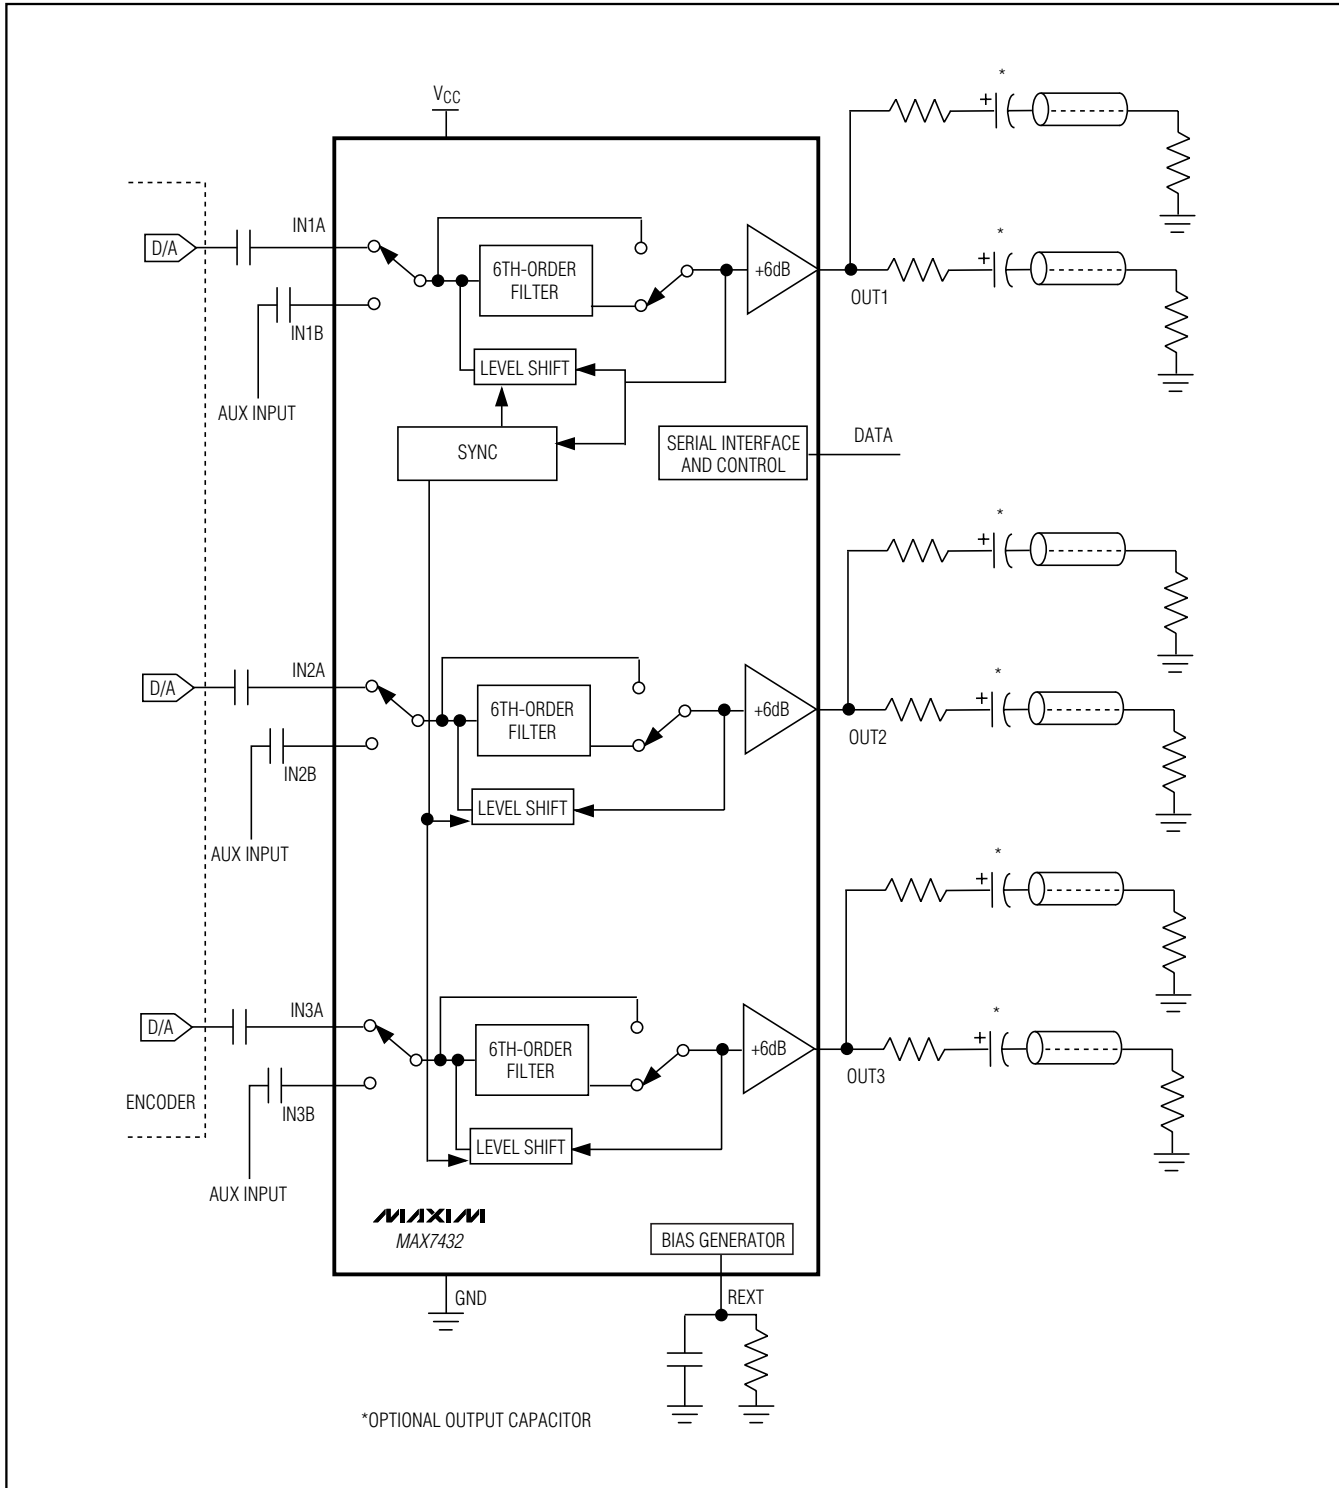 VCC
*
IN1A
D/A
6TH-ORDER
FILTER
+6dB
*
OUT1
IN1B
LEVEL SHIFT
AUX INPUT
SYNC
SERIAL INTERFACE
AND CONTROL
DATA
*
IN2A
D/A
6TH-ORDER
FILTER
+6dB
*
OUT2
IN2B
LEVEL SHIFT
AUX INPUT
*
IN3A
D/A
6TH-ORDER
FILTER
+6dB
*
OUT3
ENCODER
IN3B
LEVEL SHIFT
AUX INPUT
MAXIM
MAX7432
BIAS GENERATOR
GND
REXT
*OPTIONAL OUTPUT CAPACITOR